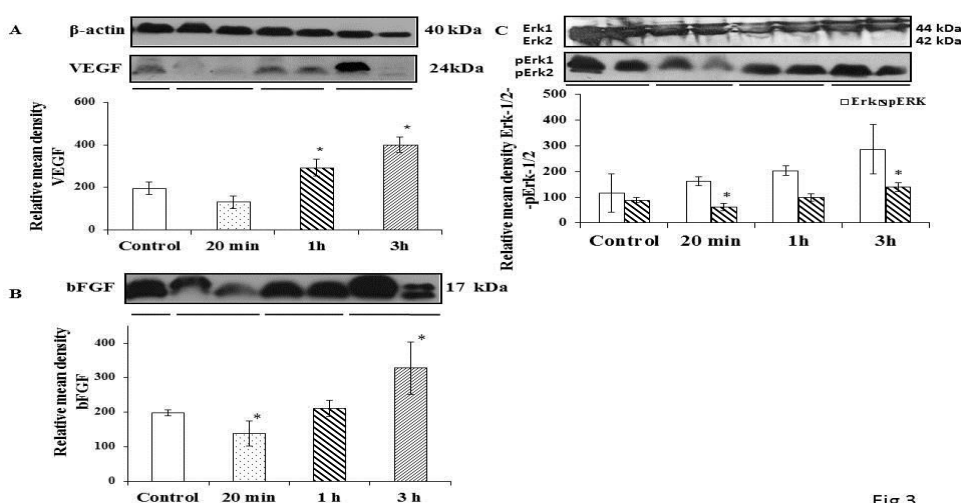 A
β-actin 40 kDa
VEGF 24kDa
Relative mean density
VEGF
600
400
200
0
*
*
Control 20 min 1h 3h
B
bFGF 17 kDa
Relative mean density
bFGF
400
300
200
100
0
*
*
Control 20 min 1 h 3 h
C
Erk1 44 kDa
Erk2 42 kDa
pErk1
pErk2
Relative mean density Erk-1/2-
-pErk-1/2
500
400
300
200
100
0
Erk pERK
*
*
Control 20 min 1h 3h
Fig 3